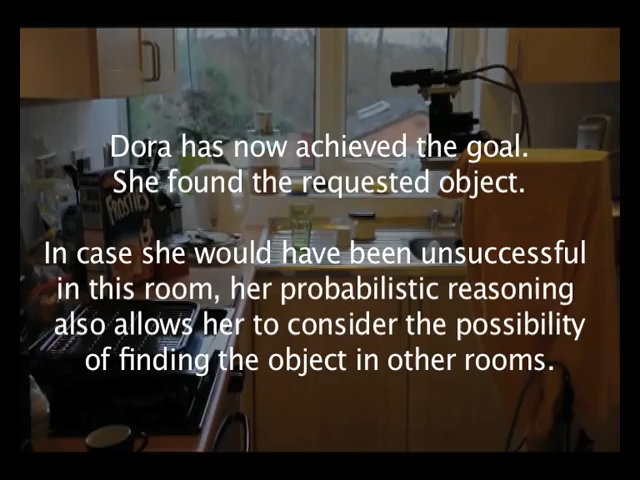 Dora has now achieved the goal.
She found the requested object.
In case she would have been unsuccessful
in this room, her probabilistic reasoning
also allows her to consider the possibility
of finding the object in other rooms.
FROSTIES